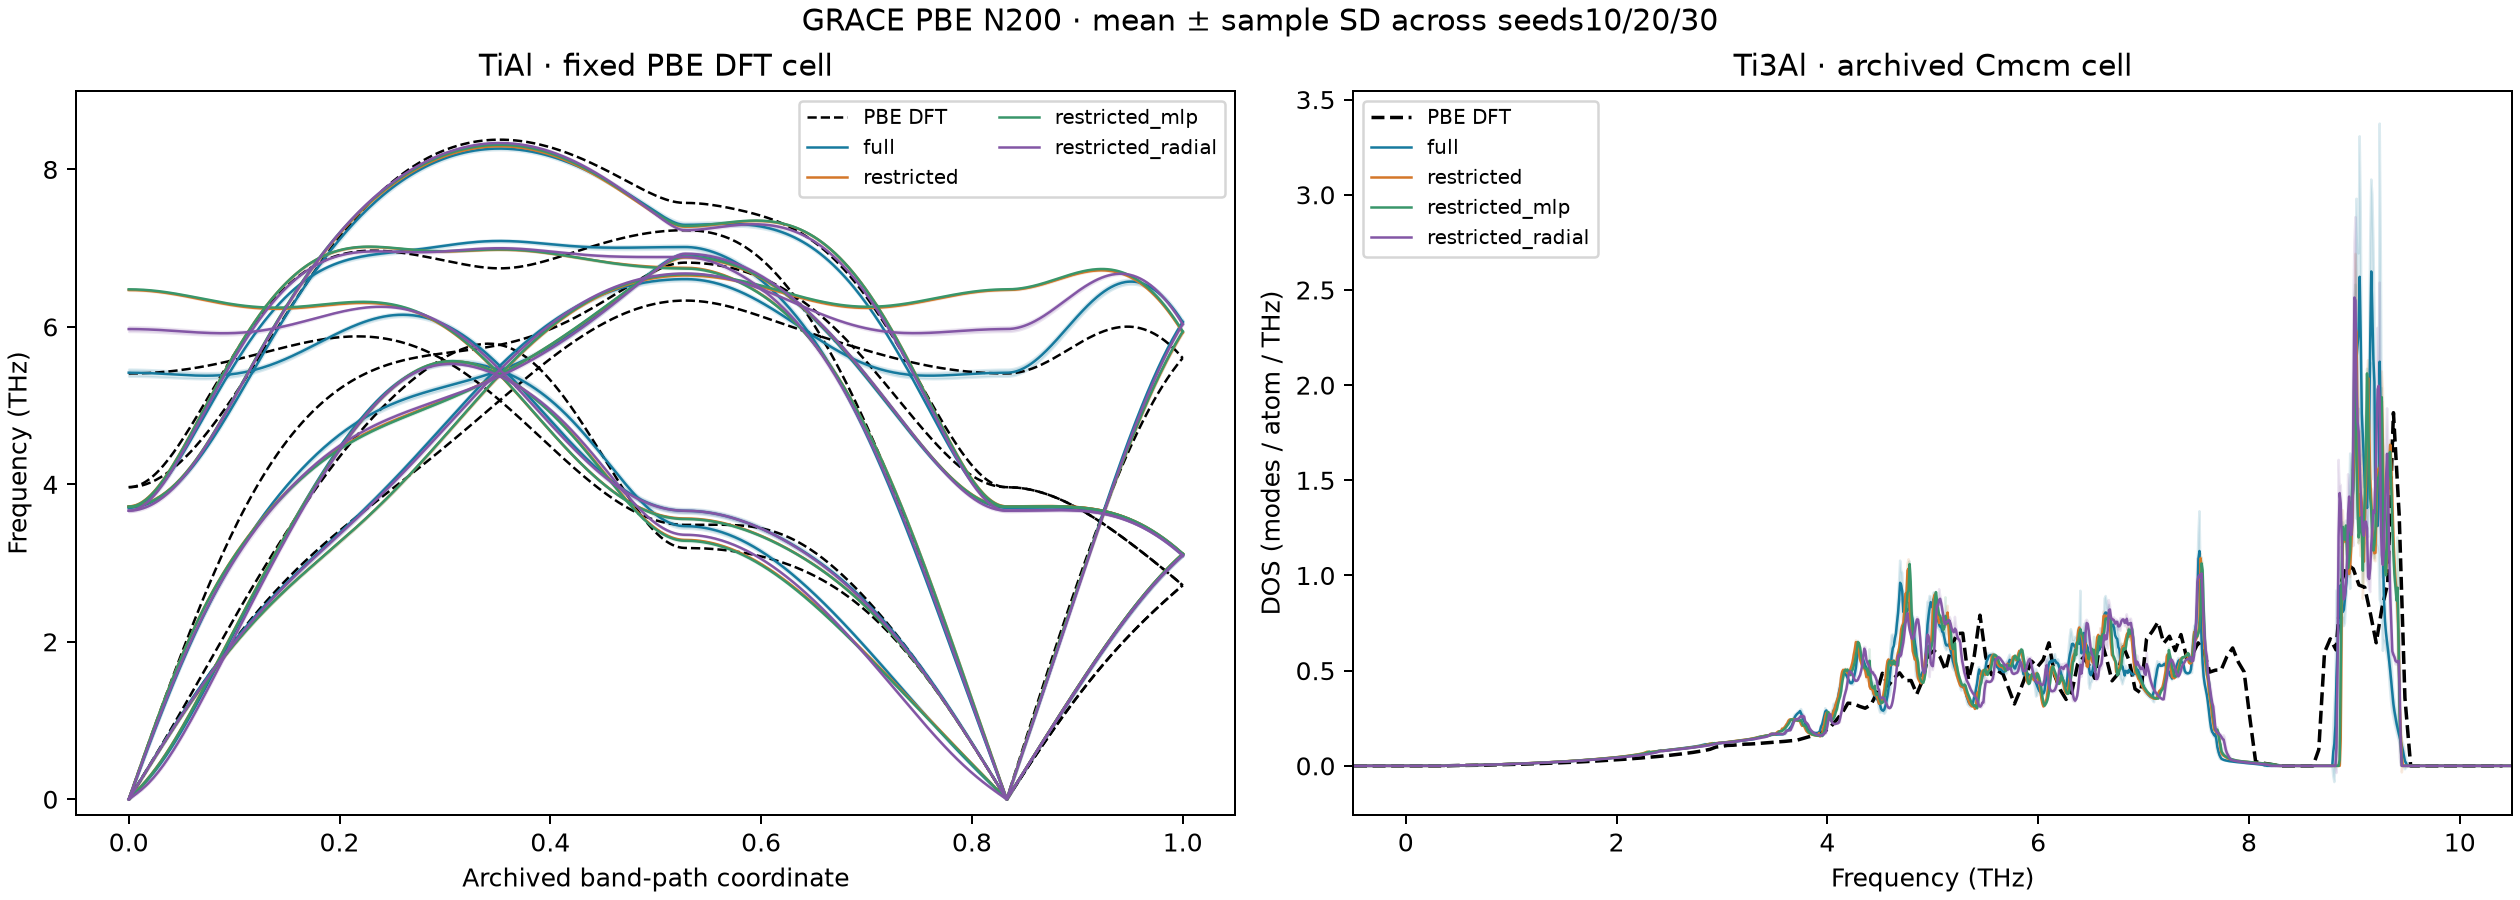 GRACE PBE N200 · mean ± sample SD across seeds10/20/30
TiAl · fixed PBE DFT cell
Frequency (THz)
8
6
4
2
0
PBE DFT
full
restricted
restricted_mlp
restricted_radial
0.0 0.2 0.4 0.6 0.8 1.0
Archived band-path coordinate
Ti3Al · archived Cmcm cell
DOS (modes / atom / THz)
3.5
3.0
2.5
2.0
1.5
1.0
0.5
0.0
PBE DFT
full
restricted
restricted_mlp
restricted_radial
0 2 4 6 8 10
Frequency (THz)